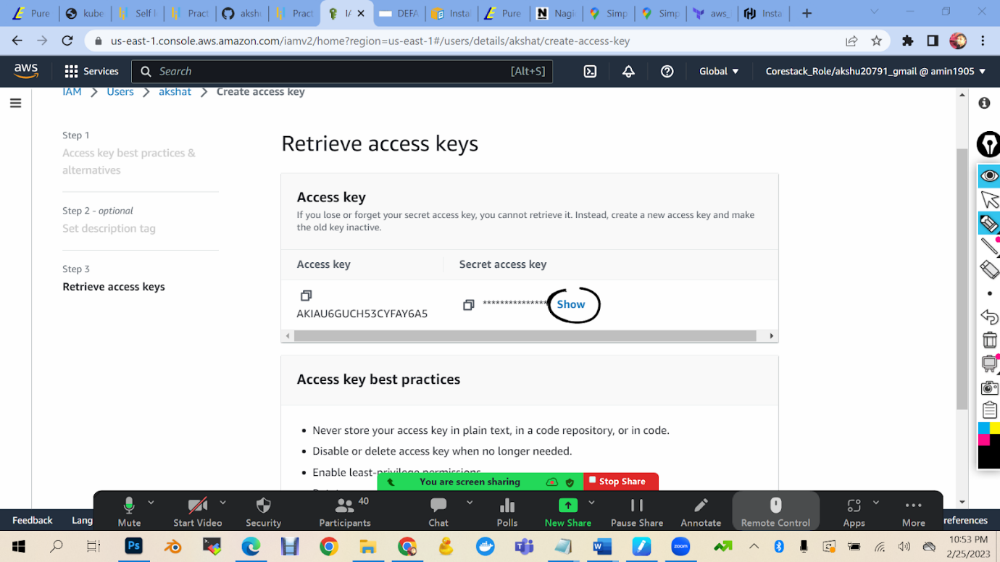 Pure
kube
Self
Pract
akshu
Pract
IA
DEFA
Instal
Pure
Nagi
Simp
Simp
aws_
Insta
us-east-1.console.aws.amazon.com/iamv2/home?region=us-east-1#/users/details/akshat/create-access-key
aws
Services
Search
[Alt+S]
Global
Corestack_Role/akshu20791_gmail @ amin1905
IAM > Users > akshat > Create access key
Step 1
Access key best practices &
alternatives
Step 2 - optional
Set description tag
Step 3
Retrieve access keys
Retrieve access keys
Access key
If you lose or forget your secret access key, you cannot retrieve it. Instead, create a new access key and make
the old key inactive.
Access key
Secret access key
AKIAU6GUCH53CYFAY6A5
*************** Show
Access key best practices
• Never store your access key in plain text, in a code repository, or in code.
• Disable or delete access key when no longer needed.
• Enable least-privilege permissions.
You are screen sharing
Stop Share
Feedback
Lang
references
Mute
Start Video
Security
Participants
40
Chat
Polls
New Share
Pause Share
Annotate
Remote Control
Apps
More
Ps
zoom
10:53 PM
2/25/2023